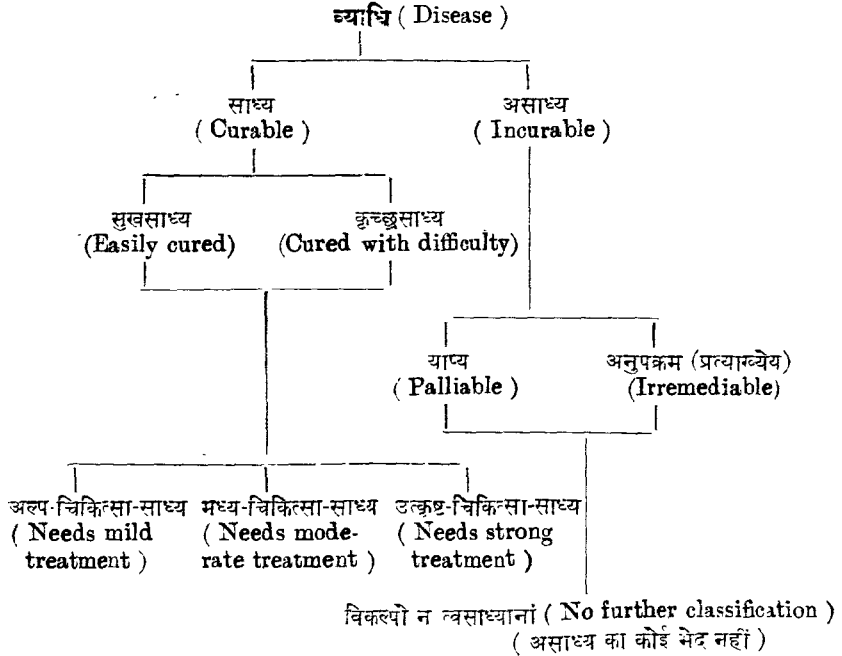 व्याधि ( Disease )
साध्य असाध्य
( Curable ) ( Incurable )
सुखसाध्य कृच्छ्रसाध्य
(Easily cured) (Cured with difficulty)
याप्य अनुपक्रम (प्रत्याख्येय)
( Palliable ) (Irremediable)
अल्प-चिकित्सा-साध्य मध्य-चिकित्सा-साध्य उत्कृष्ट-चिकित्सा-साध्य
( Needs mild ( Needs mode- ( Needs strong
treatment ) rate treatment ) treatment )
विकल्पो न त्वसाध्यानां ( No further classification )
( असाध्य का कोई भेद नहीं )